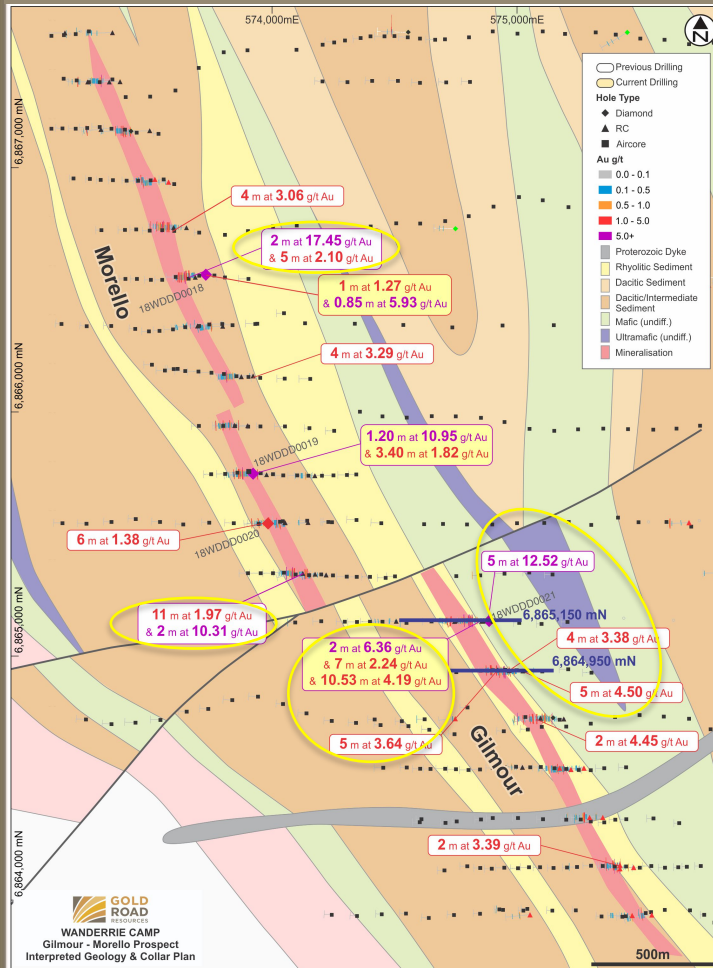 574,000mE
575,000mE
N
Previous Drilling
Current Drilling
Hole Type
Diamond
RC
Aircore
Au g/t
0.0 - 0.1
0.1 - 0.5
0.5 - 1.0
1.0 - 5.0
5.0+
Proterozoic Dyke
Rhyolitic Sediment
Dacitic Sediment
Dacitic/Intermediate
Sediment
Mafic (undiff.)
Ultramafic (undiff.)
Mineralisation
6,867,000 mN
4 m at 3.06 g/t Au
2 m at 17.45 g/t Au
& 5 m at 2.10 g/t Au
Morello
18WDDD0018
1 m at 1.27 g/t Au
& 0.85 m at 5.93 g/t Au
4 m at 3.29 g/t Au
6,866,000 mN
1.20 m at 10.95 g/t Au
& 3.40 m at 1.82 g/t Au
18WDDD0019
6 m at 1.38 g/t Au
18WDDD0020
5 m at 12.52 g/t Au
18WDDD0021
6,865,150 mN
11 m at 1.97 g/t Au
& 2 m at 10.31 g/t Au
6,865,000 mN
4 m at 3.38 g/t Au
2 m at 6.36 g/t Au
& 7 m at 2.24 g/t Au
& 10.53 m at 4.19 g/t Au
6,864,950 mN
5 m at 4.50 g/t Au
5 m at 3.64 g/t Au
2 m at 4.45 g/t Au
Gilmour
2 m at 3.39 g/t Au
6,864,000 mN
GOLD
ROAD
RESOURCES
WANDERRIE CAMP
Gilmour - Morello Prospect
Interpreted Geology & Collar Plan
500m